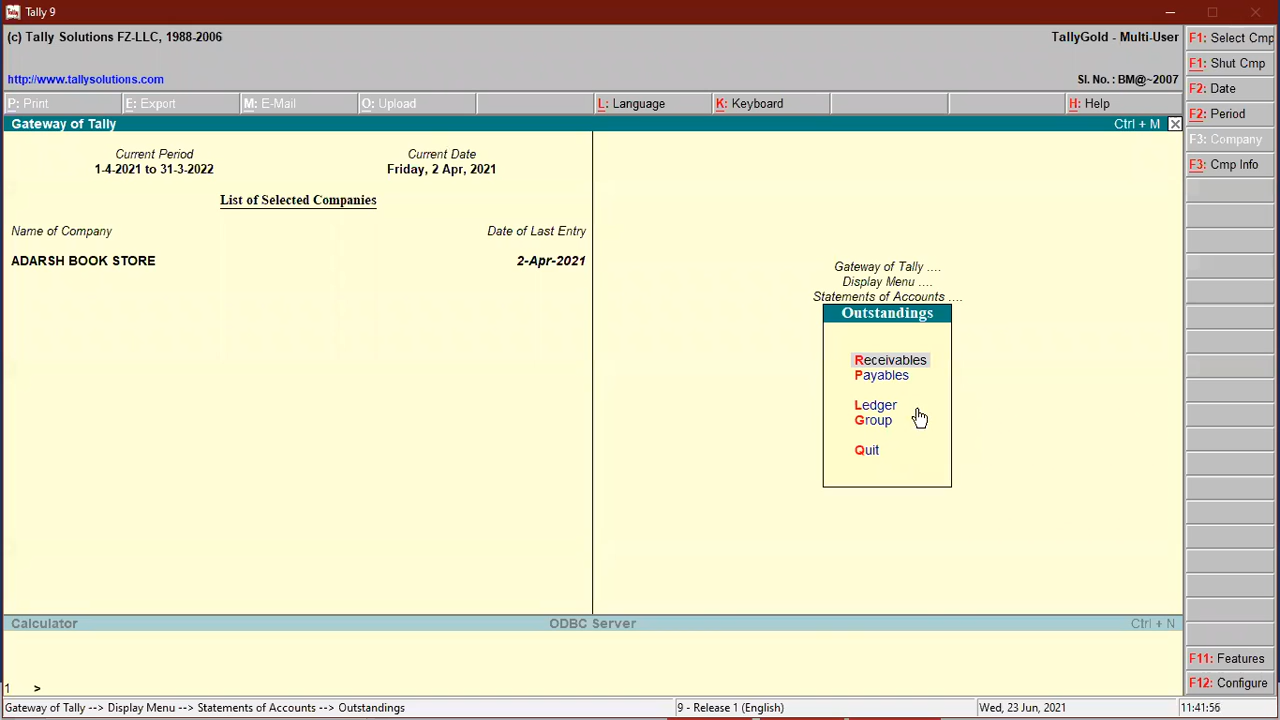 Tally 9
(c) Tally Solutions FZ-LLC, 1988-2006
TallyGold - Multi-User
http://www.tallysolutions.com
Sl. No. : BM@~2007
P: Print
E: Export
M: E-Mail
O: Upload
L: Language
K: Keyboard
H: Help
Gateway of Tally
Ctrl + M
Current Period
1-4-2021 to 31-3-2022
Current Date
Friday, 2 Apr, 2021
List of Selected Companies
Name of Company
Date of Last Entry
ADARSH BOOK STORE
2-Apr-2021
Gateway of Tally ....
Display Menu ....
Statements of Accounts ....
Outstandings
Receivables
Payables
Ledger
Group
Quit
F1: Select Cmp
F1: Shut Cmp
F2: Date
F2: Period
F3: Company
F3: Cmp Info
F11: Features
F12: Configure
Calculator
ODBC Server
Ctrl + N
1 >
Gateway of Tally --> Display Menu --> Statements of Accounts --> Outstandings
9 - Release 1 (English)
Wed, 23 Jun, 2021
11:41:56